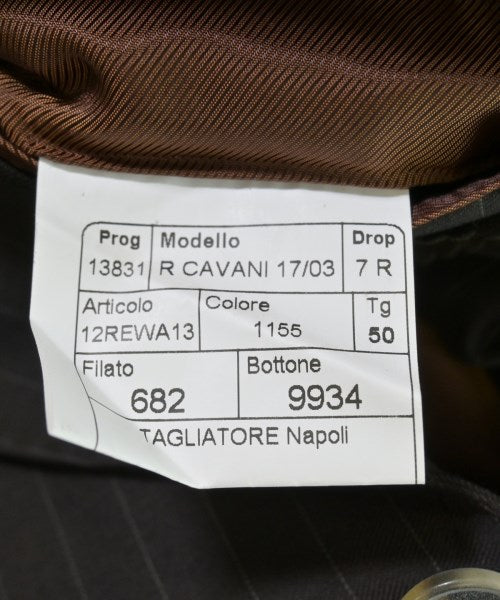 Prog Modello Drop
13831 R CAVANI 17/03 7 R
Articolo Colore Tg
12REWA13 1155 50
Filato Bottone
682 9934
TAGLIATORE Napoli